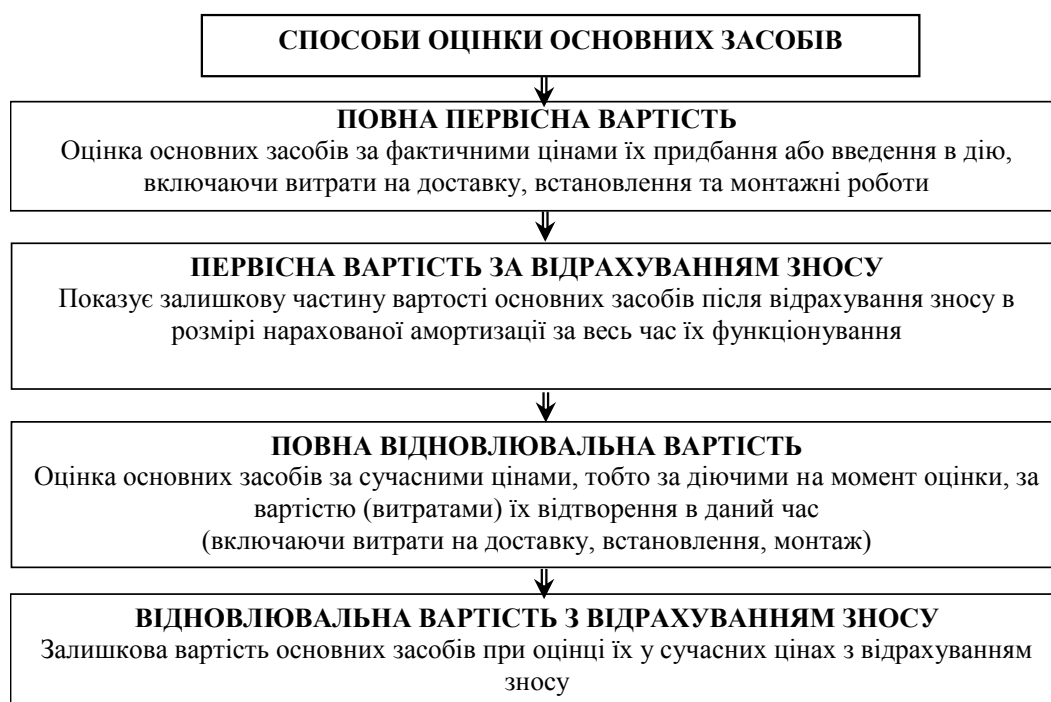 СПОСОБИ ОЦІНКИ ОСНОВНИХ ЗАСОБІВ
ПОВНА ПЕРВІСНА ВАРТІСТЬ
Оцінка основних засобів за фактичними цінами їх придбання або введення в дію,
включаючи витрати на доставку, встановлення та монтажні роботи
ПЕРВІСНА ВАРТІСТЬ ЗА ВІДРАХУВАННЯМ ЗНОСУ
Показує залишкову частину вартості основних засобів після відрахування зносу в
розмірі нарахованої амортизації за весь час їх функціонування
ПОВНА ВІДНОВЛЮВАЛЬНА ВАРТІСТЬ
Оцінка основних засобів за сучасними цінами, тобто за діючими на момент оцінки, за
вартістю (витратами) їх відтворення в даний час
(включаючи витрати на доставку, встановлення, монтаж)
ВІДНОВЛЮВАЛЬНА ВАРТІСТЬ З ВІДРАХУВАННЯМ ЗНОСУ
Залишкова вартість основних засобів при оцінці їх у сучасних цінах з відрахуванням
зносу